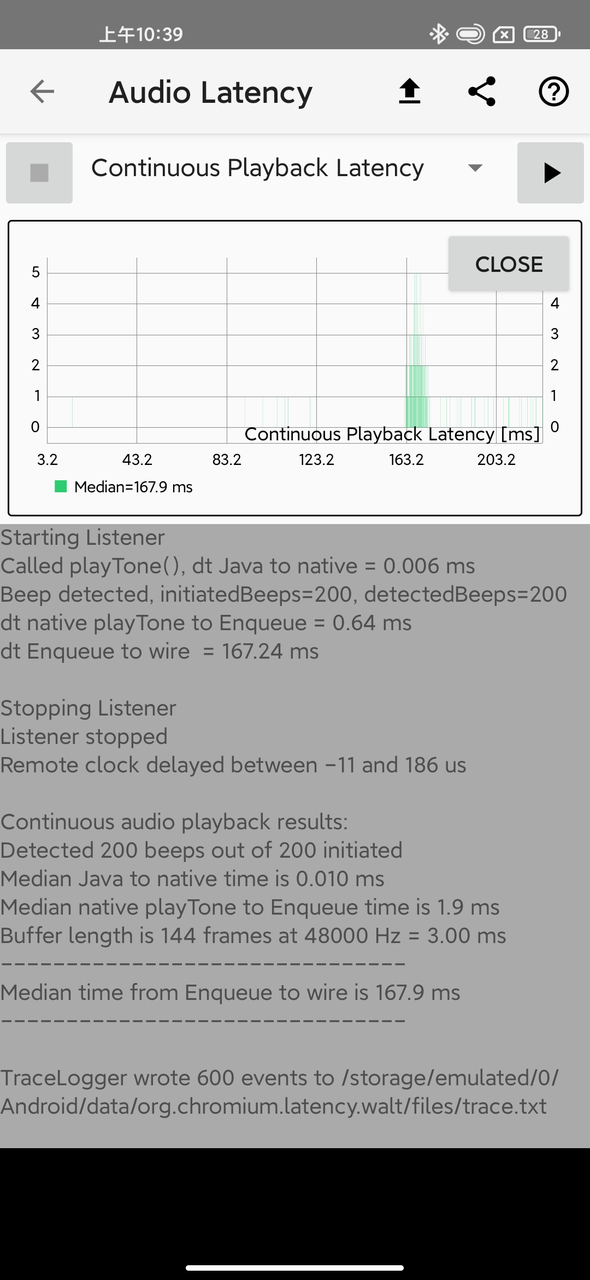 上午10:39
28
Audio Latency
Continuous Playback Latency
CLOSE
5
4
3
2
1
0
4
3
2
1
0
Continuous Playback Latency [ms]
3.2 43.2 83.2 123.2 163.2 203.2
Median=167.9 ms
Starting Listener
Called playTone(), dt Java to native = 0.006 ms
Beep detected, initiatedBeeps=200, detectedBeeps=200
dt native playTone to Enqueue = 0.64 ms
dt Enqueue to wire  = 167.24 ms
Stopping Listener
Listener stopped
Remote clock delayed between −11 and 186 us
Continuous audio playback results:
Detected 200 beeps out of 200 initiated
Median Java to native time is 0.010 ms
Median native playTone to Enqueue time is 1.9 ms
Buffer length is 144 frames at 48000 Hz = 3.00 ms
−−−−−−−−−−−−−−−−−−−−−−−−−−−−−−−
Median time from Enqueue to wire is 167.9 ms
−−−−−−−−−−−−−−−−−−−−−−−−−−−−−−−
TraceLogger wrote 600 events to /storage/emulated/0/
Android/data/org.chromium.latency.walt/files/trace.txt